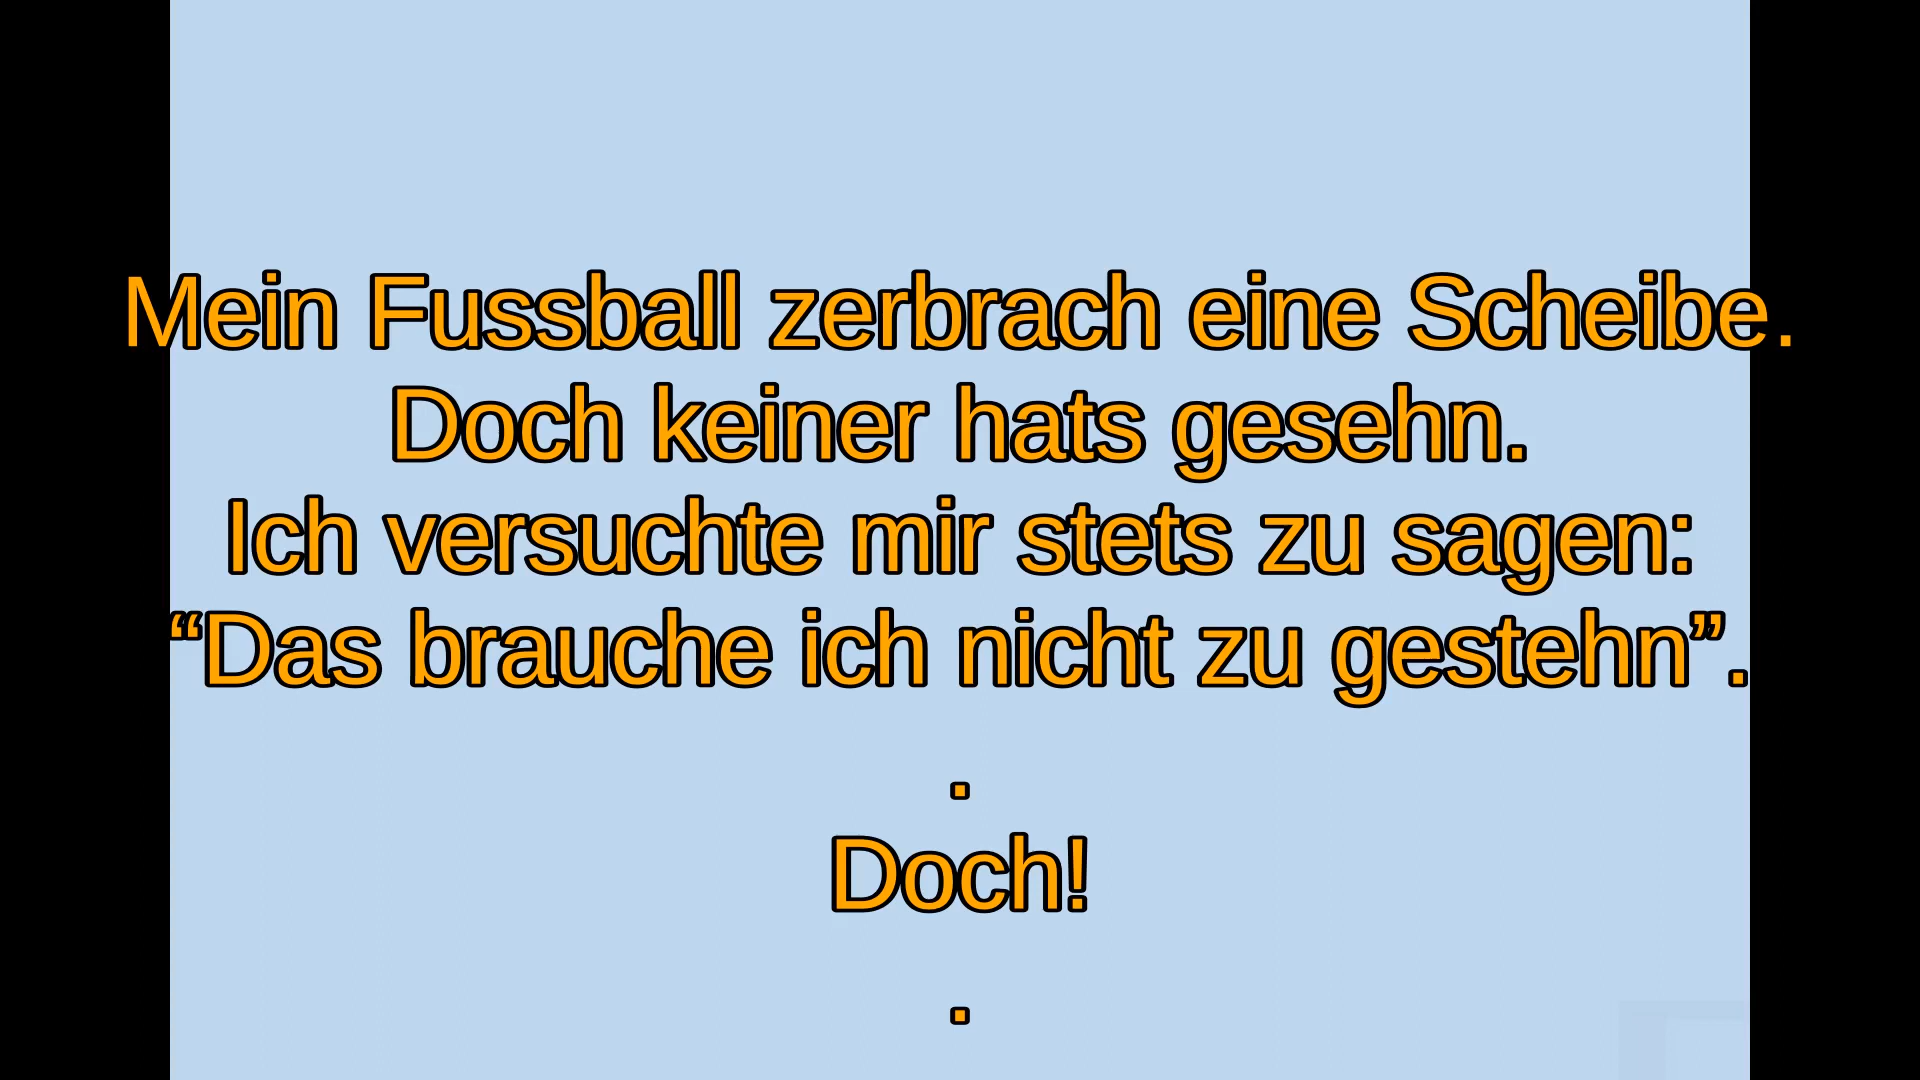 Mein Fussball zerbrach eine Scheibe.
Doch keiner hats gesehn.
Ich versuchte mir stets zu sagen:
“Das brauche ich nicht zu gestehn”.
.
Doch!
.